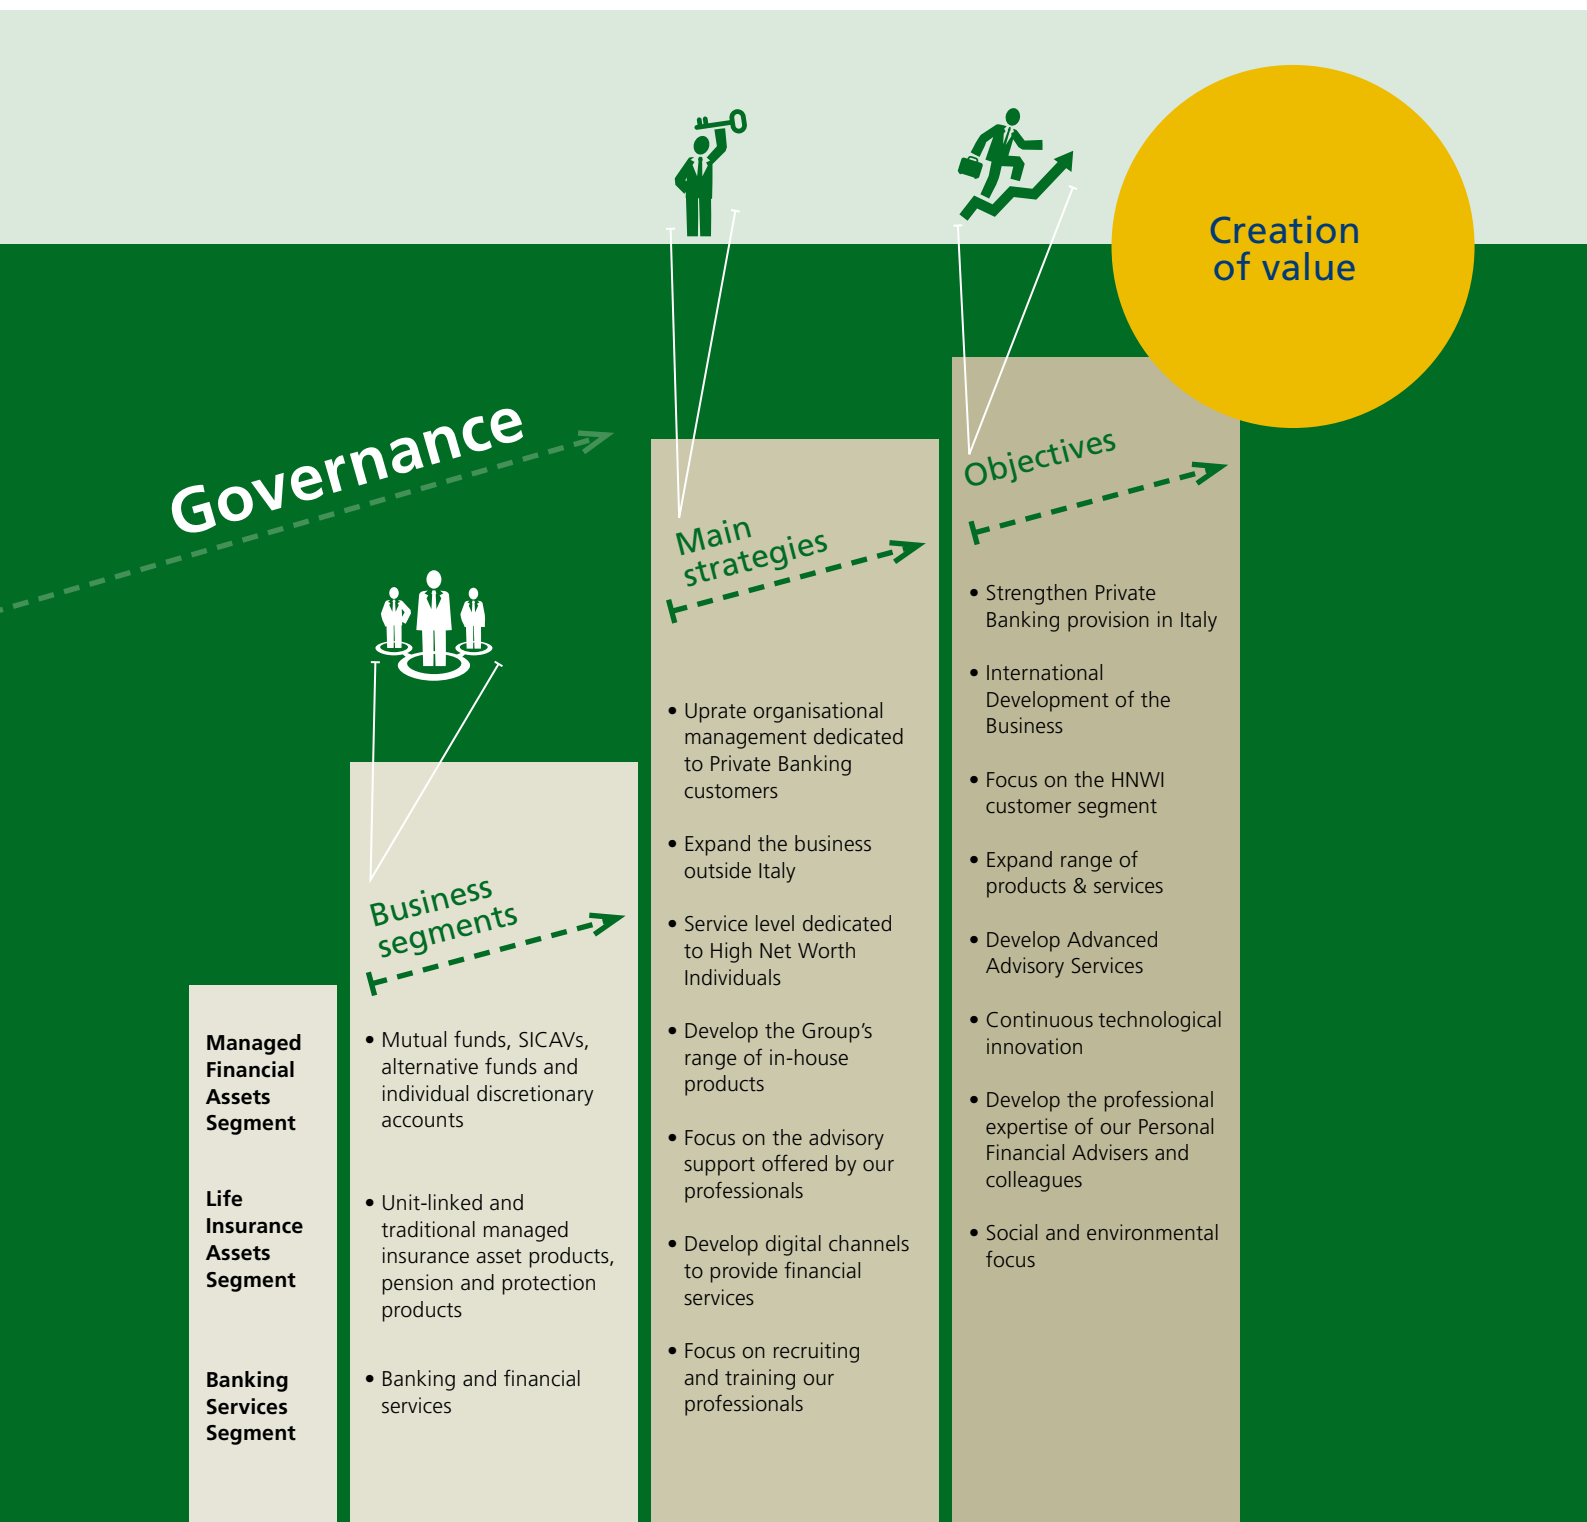 Creation
of value
Governance
Objectives
Main
strategies
Business
segments
Managed
Financial
Assets
Segment
Life
Insurance
Assets
Segment
Banking
Services
Segment
• Mutual funds, SICAVs,
alternative funds and
individual discretionary
accounts
• Unit-linked and
traditional managed
insurance asset products,
pension and protection
products
• Banking and financial
services
• Uprate organisational
management dedicated
to Private Banking
customers
• Expand the business
outside Italy
• Service level dedicated
to High Net Worth
Individuals
• Develop the Group’s
range of in-house
products
• Focus on the advisory
support offered by our
professionals
• Develop digital channels
to provide financial
services
• Focus on recruiting
and training our
professionals
• Strengthen Private
Banking provision in Italy
• International
Development of the
Business
• Focus on the HNWI
customer segment
• Expand range of
products & services
• Develop Advanced
Advisory Services
• Continuous technological
innovation
• Develop the professional
expertise of our Personal
Financial Advisers and
colleagues
• Social and environmental
focus